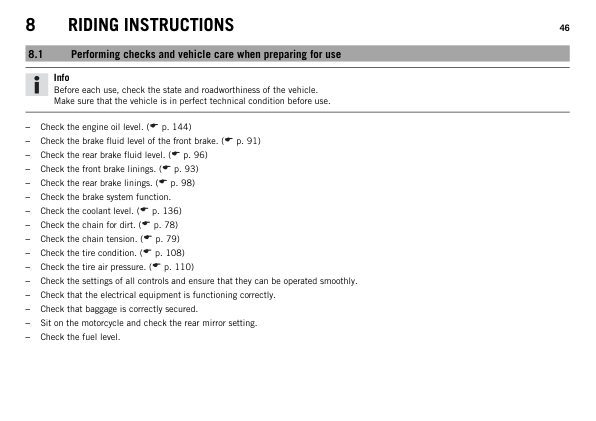 8 RIDING INSTRUCTIONS 46
8.1 Performing checks and vehicle care when preparing for use
Info
Before each use, check the state and roadworthiness of the vehicle.
Make sure that the vehicle is in perfect technical condition before use.
– Check the engine oil level. (☛ p. 144)
– Check the brake fluid level of the front brake. (☛ p. 91)
– Check the rear brake fluid level. (☛ p. 96)
– Check the front brake linings. (☛ p. 93)
– Check the rear brake linings. (☛ p. 98)
– Check the brake system function.
– Check the coolant level. (☛ p. 136)
– Check the chain for dirt. (☛ p. 78)
– Check the chain tension. (☛ p. 79)
– Check the tire condition. (☛ p. 108)
– Check the tire air pressure. (☛ p. 110)
– Check the settings of all controls and ensure that they can be operated smoothly.
– Check that the electrical equipment is functioning correctly.
– Check that baggage is correctly secured.
– Sit on the motorcycle and check the rear mirror setting.
– Check the fuel level.